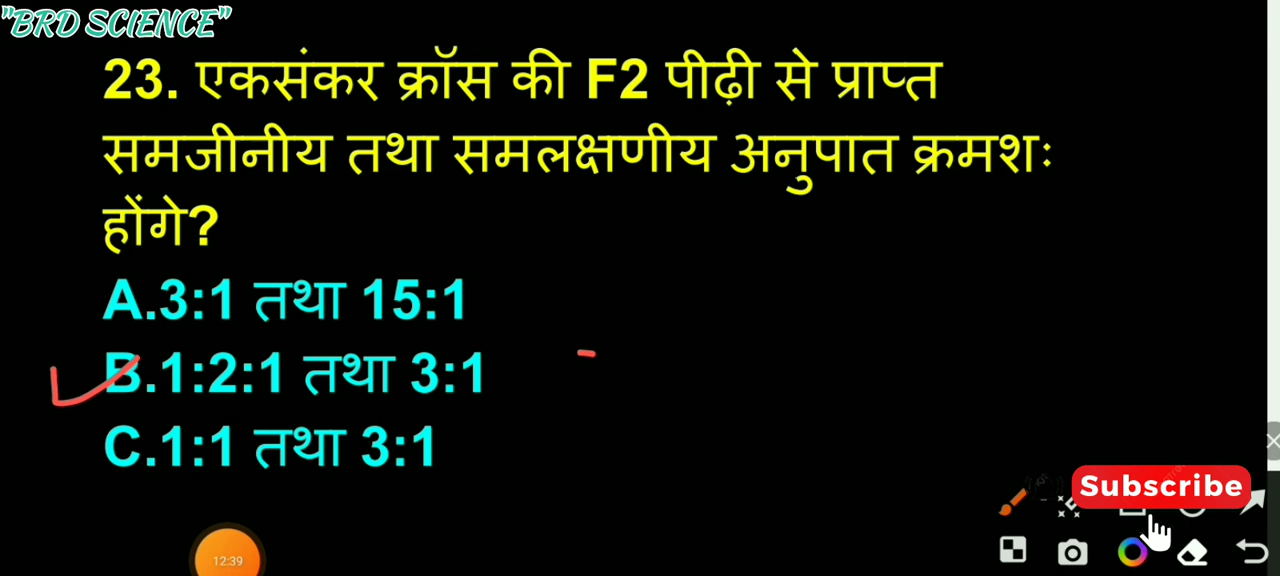 "BRD SCIENCE"
23. एकसंकर क्रॉस की F2 पीढ़ी से प्राप्त
समजीनीय तथा समलक्षणीय अनुपात क्रमशः
होंगे?
A.3:1 तथा 15:1
B.1:2:1 तथा 3:1
C.1:1 तथा 3:1
Subscribe
12:39